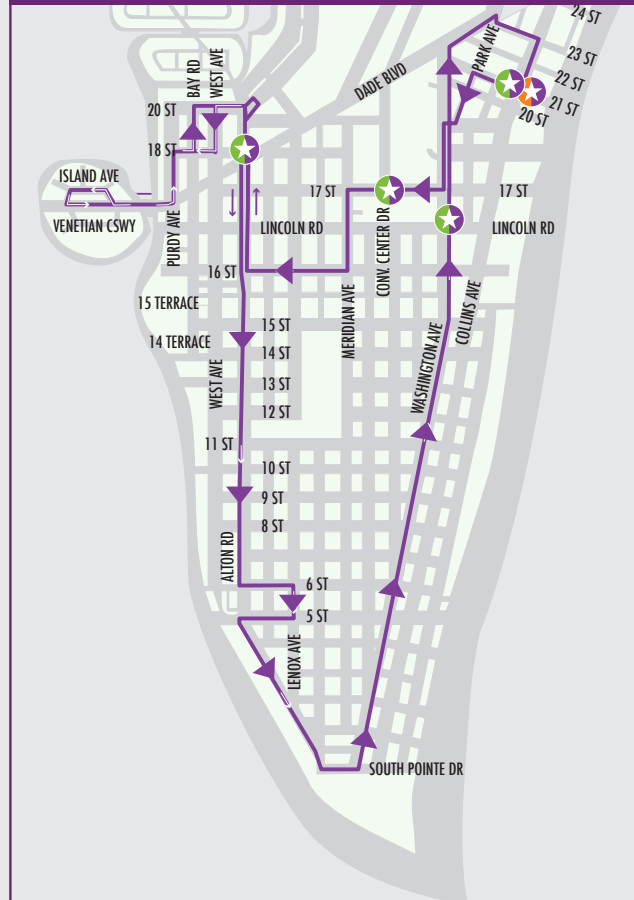 24 ST
PARK AVE
23 ST
22 ST
21 ST
20 ST
BAY RD
WEST AVE
DADE BLVD
20 ST
18 ST
ISLAND AVE
VENETIAN CSWY
PURDY AVE
17 ST
17 ST
LINCOLN RD
LINCOLN RD
CONV. CENTER DR
16 ST
15 TERRACE
14 TERRACE
MERIDIAN AVE
COLLINS AVE
WASHINGTON AVE
15 ST
14 ST
WEST AVE
13 ST
12 ST
11 ST
10 ST
9 ST
8 ST
ALTON RD
6 ST
5 ST
LENOX AVE
SOUTH POINTE DR